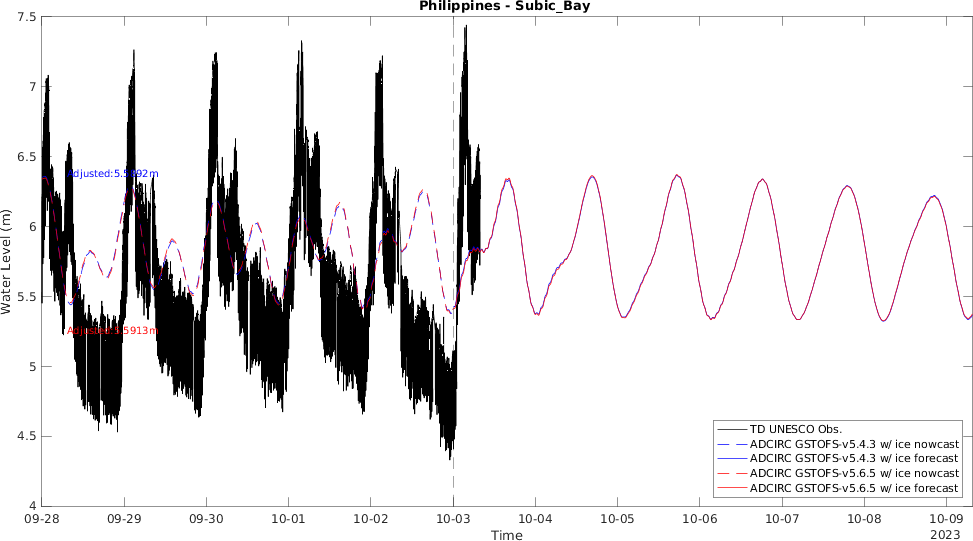 Philippines - Subic_Bay
7.5
7
6.5
6
5.5
5
4.5
4
Water Level (m)
Adjusted:5.5892m
Adjusted:5.5913m
TD UNESCO Obs.
ADCIRC GSTOFS-v5.4.3 w/ ice nowcast
ADCIRC GSTOFS-v5.4.3 w/ ice forecast
ADCIRC GSTOFS-v5.6.5 w/ ice nowcast
ADCIRC GSTOFS-v5.6.5 w/ ice forecast
09-28 09-29 09-30 10-01 10-02 10-03 10-04 10-05 10-06 10-07 10-08 10-09
Time
2023